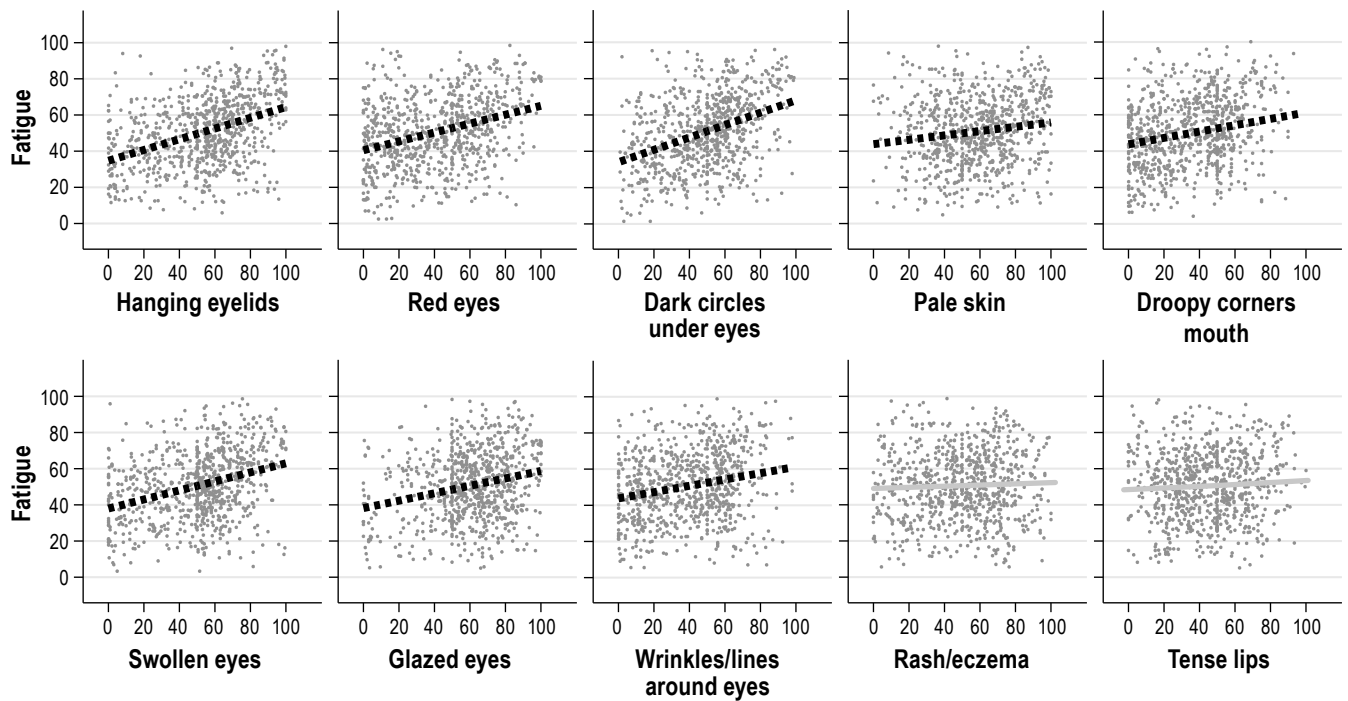 Fatigue
100
80
60
40
20
0
0 20 40 60 80 100
0 20 40 60 80 100
0 20 40 60 80 100
0 20 40 60 80 100
0 20 40 60 80 100
Hanging eyelids
Red eyes
Dark circles
under eyes
Pale skin
Droopy corners
mouth
Fatigue
100
80
60
40
20
0
0 20 40 60 80 100
0 20 40 60 80 100
0 20 40 60 80 100
0 20 40 60 80 100
0 20 40 60 80 100
Swollen eyes
Glazed eyes
Wrinkles/lines
around eyes
Rash/eczema
Tense lips